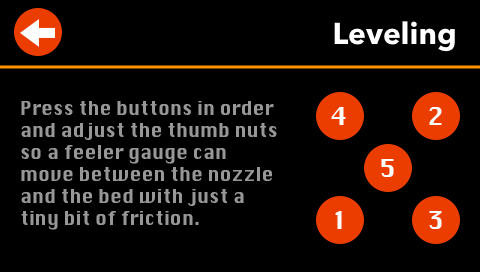 Leveling
Press the buttons in order
and adjust the thumb nuts
so a feeler gauge can
move between the nozzle
and the bed with just a
tiny bit of friction.
4 2
5
1 3